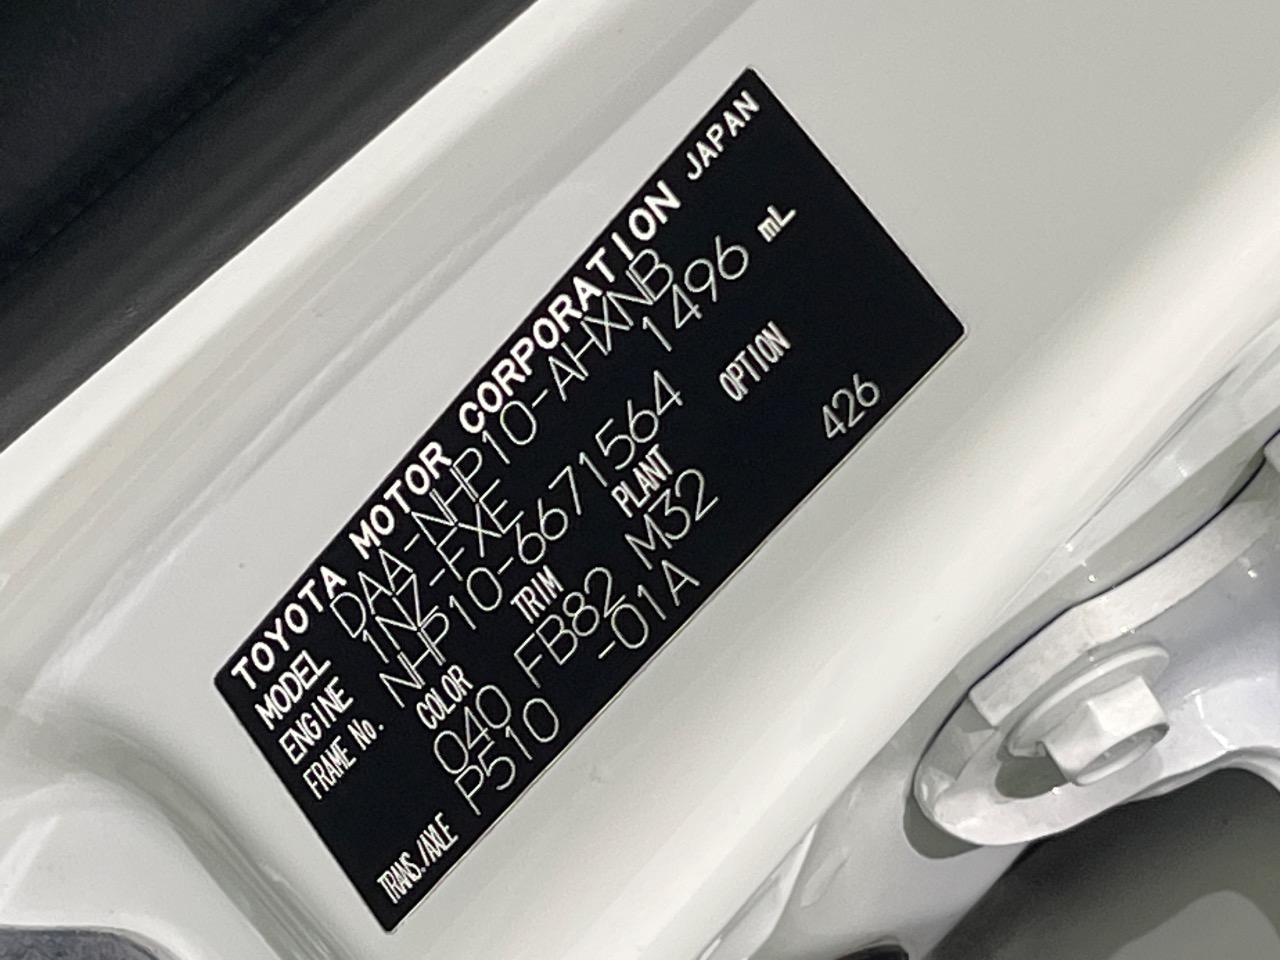 TOYOTA MOTOR CORPORATION JAPAN
MODEL DAA-NHP10-AHXNB
ENGINE 1NZ-FXE 1496 mL
FRAME No. NHP10-6671564
COLOR TRIM PLANT OPTION
040 FB82 M32 426
TRANS./AXLE P510 -01A